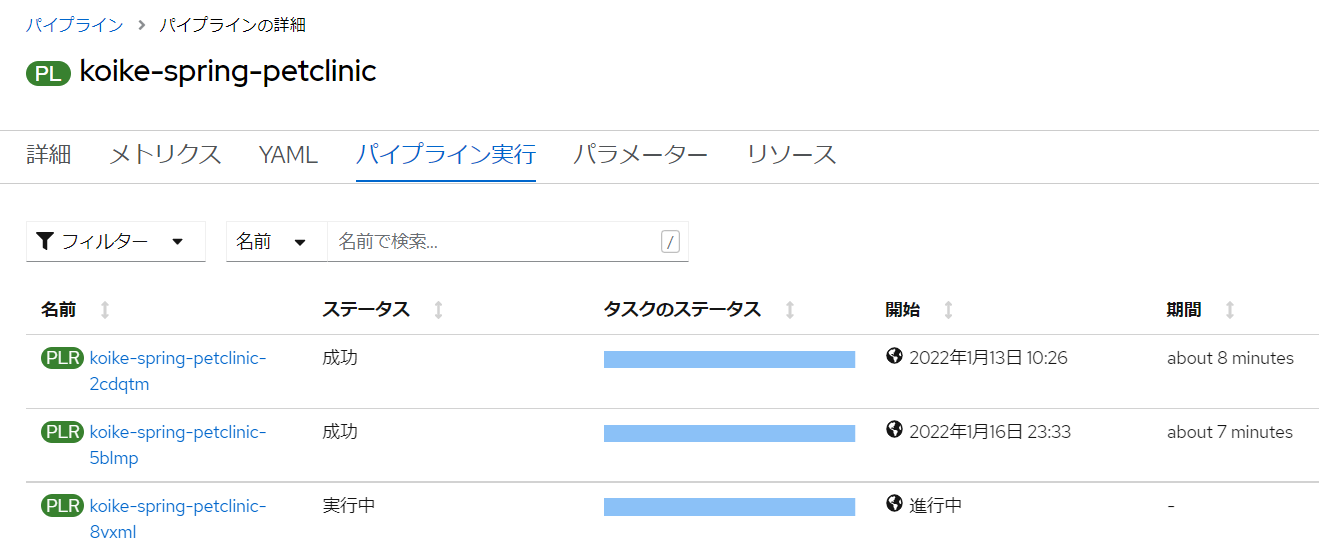 パイプライン > パイプラインの詳細
PL koike-spring-petclinic
詳細 メトリクス YAML パイプライン実行 パラメーター リソース
フィルター 名前 名前で検索... /
名前 ステータス タスクのステータス 開始 期間
PLR koike-spring-petclinic- 成功 2022年1月13日 10:26 about 8 minutes
2cdqtm
PLR koike-spring-petclinic- 成功 2022年1月16日 23:33 about 7 minutes
5blmp
PLR koike-spring-petclinic- 実行中 進行中 -
8vxml